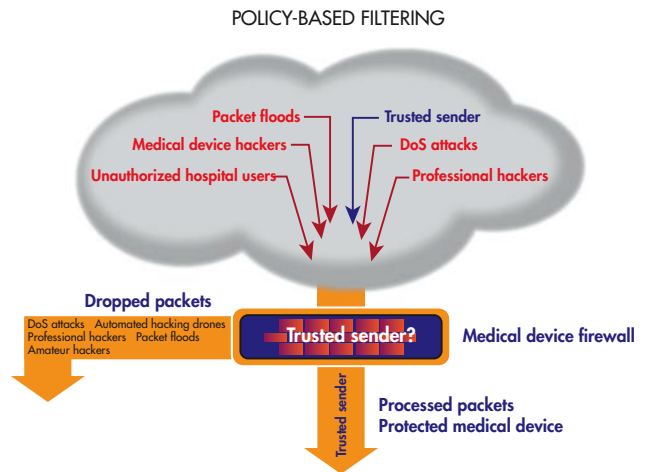 POLICY-BASED FILTERING
Packet floods
Trusted sender
Medical device hackers
DoS attacks
Unauthorized hospital users
Professional hackers
Dropped packets
DoS attacks Automated hacking drones
Professional hackers Packet floods
Amateur hackers
Trusted sender?
Medical device firewall
Trusted sender
Processed packets
Protected medical device